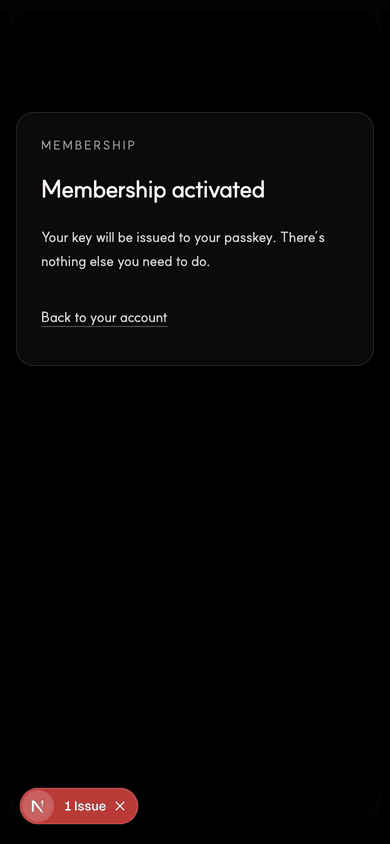 MEMBERSHIP
Membership activated
Your key will be issued to your passkey. There's
nothing else you need to do.
Back to your account
N 1 Issue